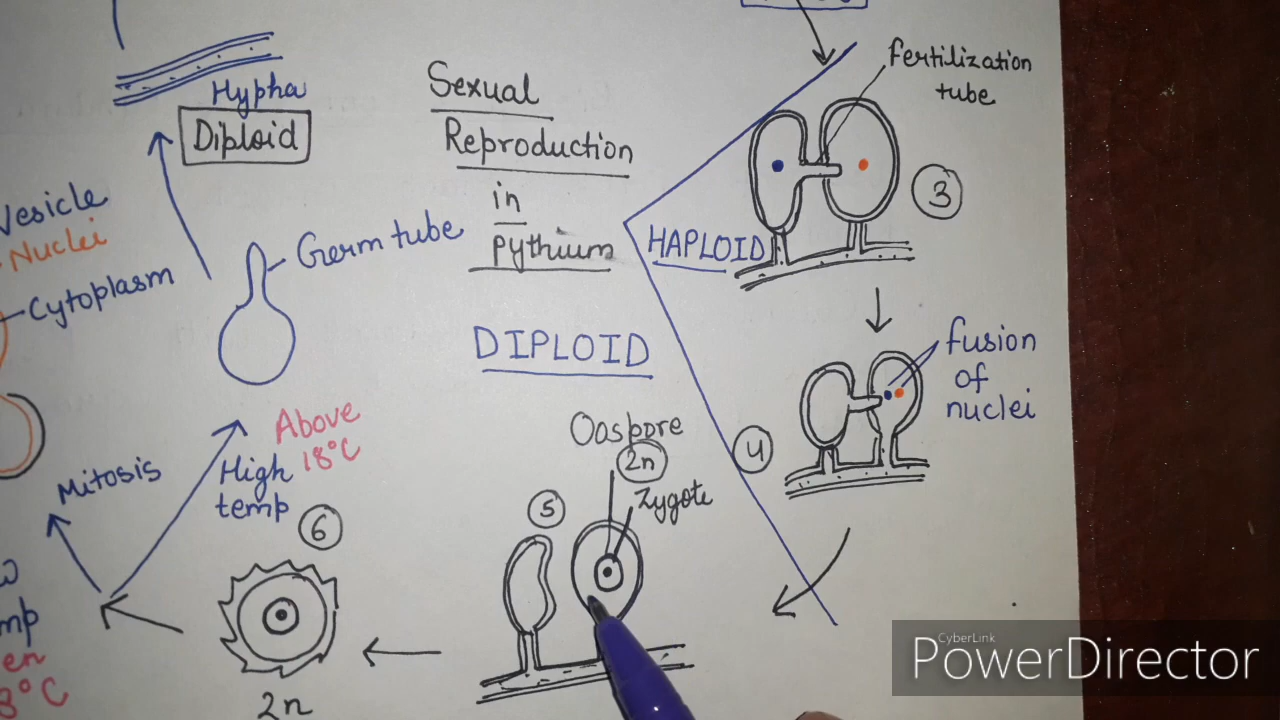 Hypha
Diploid
Sexual
Reproduction
in
Pythium
Fertilization
tube
3
HAPLOID
Vesicle
Nuclei
Cytoplasm
Germ tube
DIPLOID
fusion
of
nuclei
4
Above
18°C
High
temp
Mitosis
Oospore
2n
Zygote
5
6
2n
CyberLink
PowerDirector